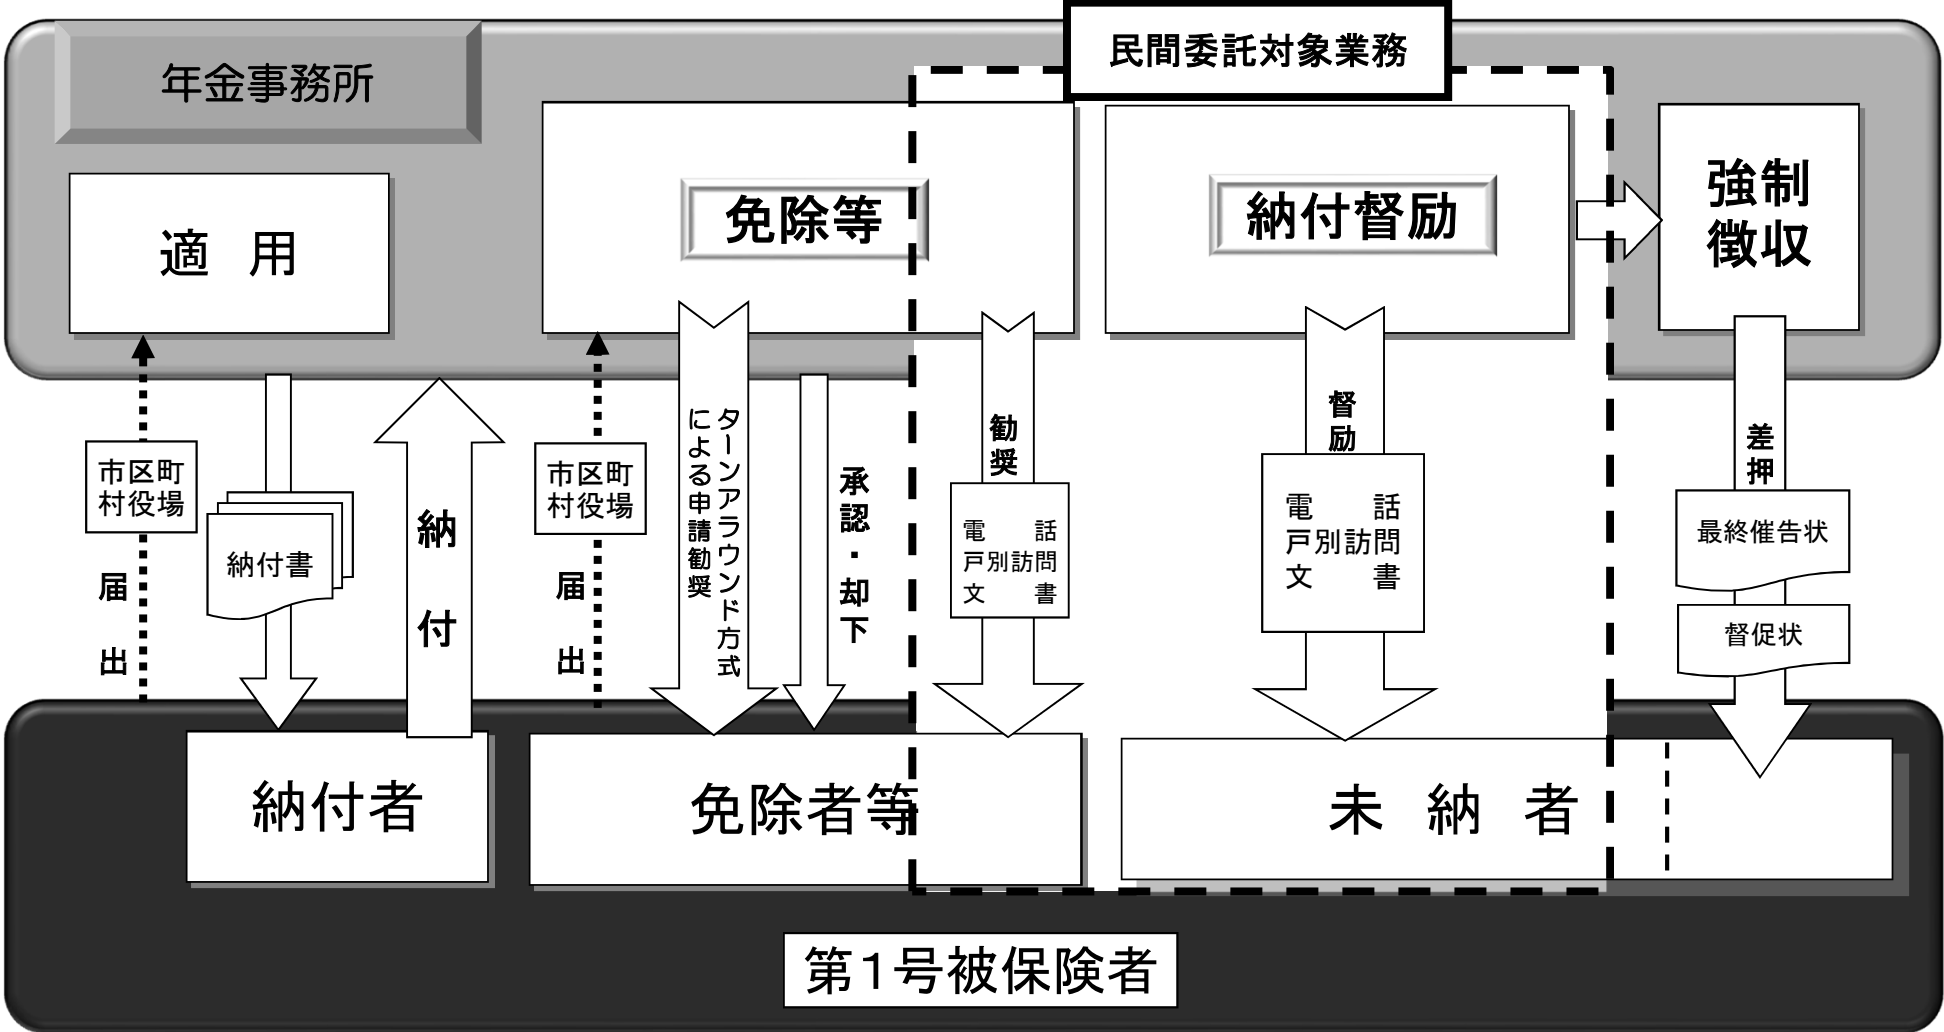 民間委託対象業務
年金事務所
適　用
免除等
納付督励
強制
徴収
市区町
村役場
届出
納付書
納付
市区町
村役場
届出
ターンアラウンド方式
による申請勧奨
承認・却下
勧奨
電　話
戸別訪問
文　書
督励
電　話
戸別訪問
文　書
差押
最終催告状
督促状
納付者
免除者等
未　納　者
第1号被保険者